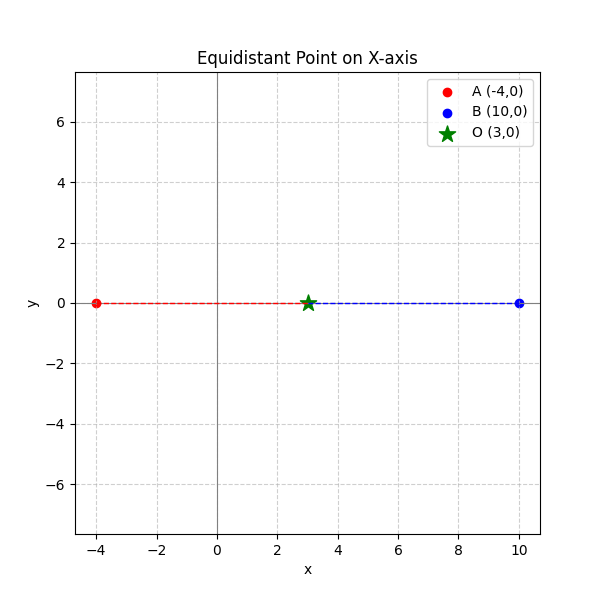 Equidistant Point on X-axis
A (-4,0)
B (10,0)
O (3,0)
y
6
4
2
0
−2
−4
−6
−4 −2 0 2 4 6 8 10
x